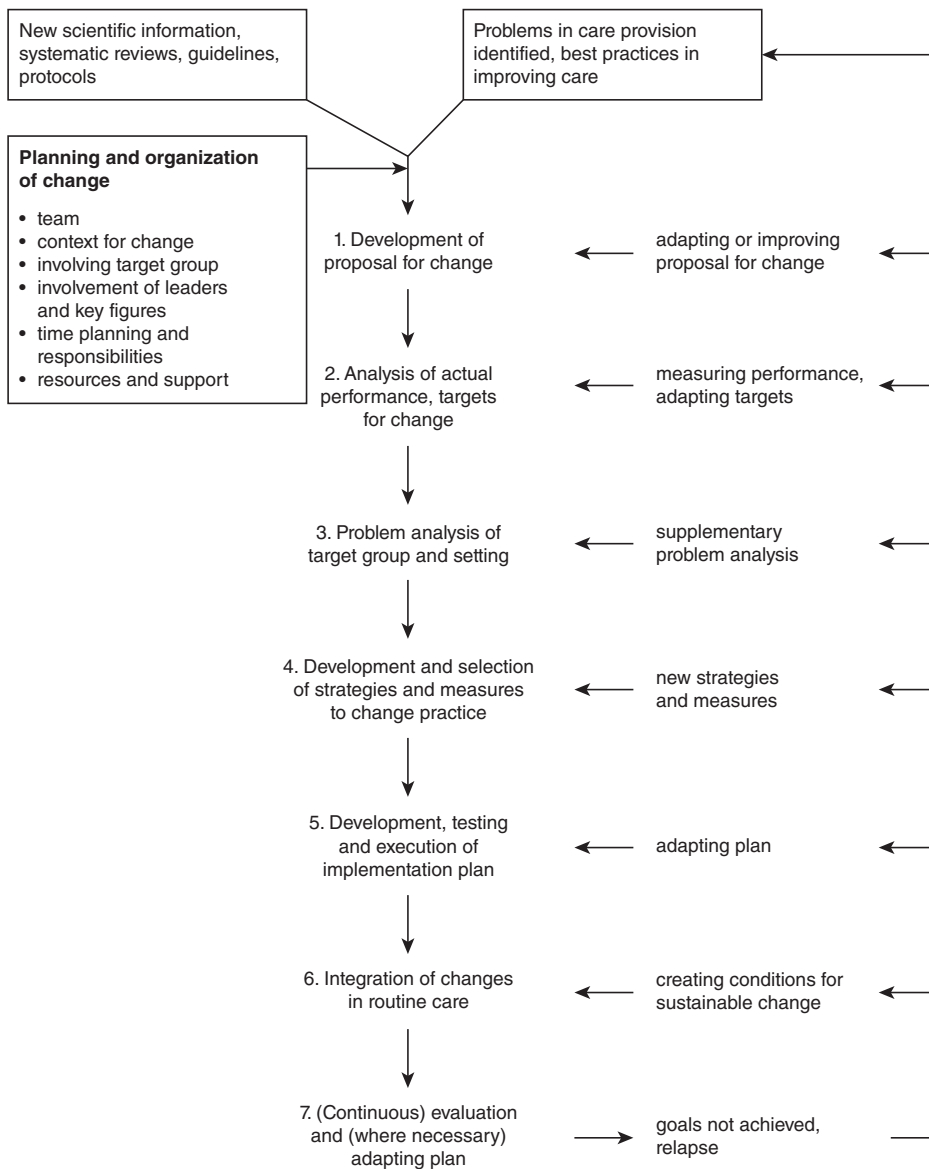 New scientific information,
systematic reviews, guidelines,
protocols
Problems in care provision
identified, best practices in
improving care
Planning and organization
of change
• team
• context for change
• involving target group
• involvement of leaders
and key figures
• time planning and
responsibilities
• resources and support
1. Development of
proposal for change
adapting or improving
proposal for change
2. Analysis of actual
performance, targets
for change
measuring performance,
adapting targets
3. Problem analysis of
target group and setting
supplementary
problem analysis
4. Development and selection
of strategies and measures
to change practice
new strategies
and measures
5. Development, testing
and execution of
implementation plan
adapting plan
6. Integration of changes
in routine care
creating conditions for
sustainable change
7. (Continuous) evaluation
and (where necessary)
adapting plan
goals not achieved,
relapse